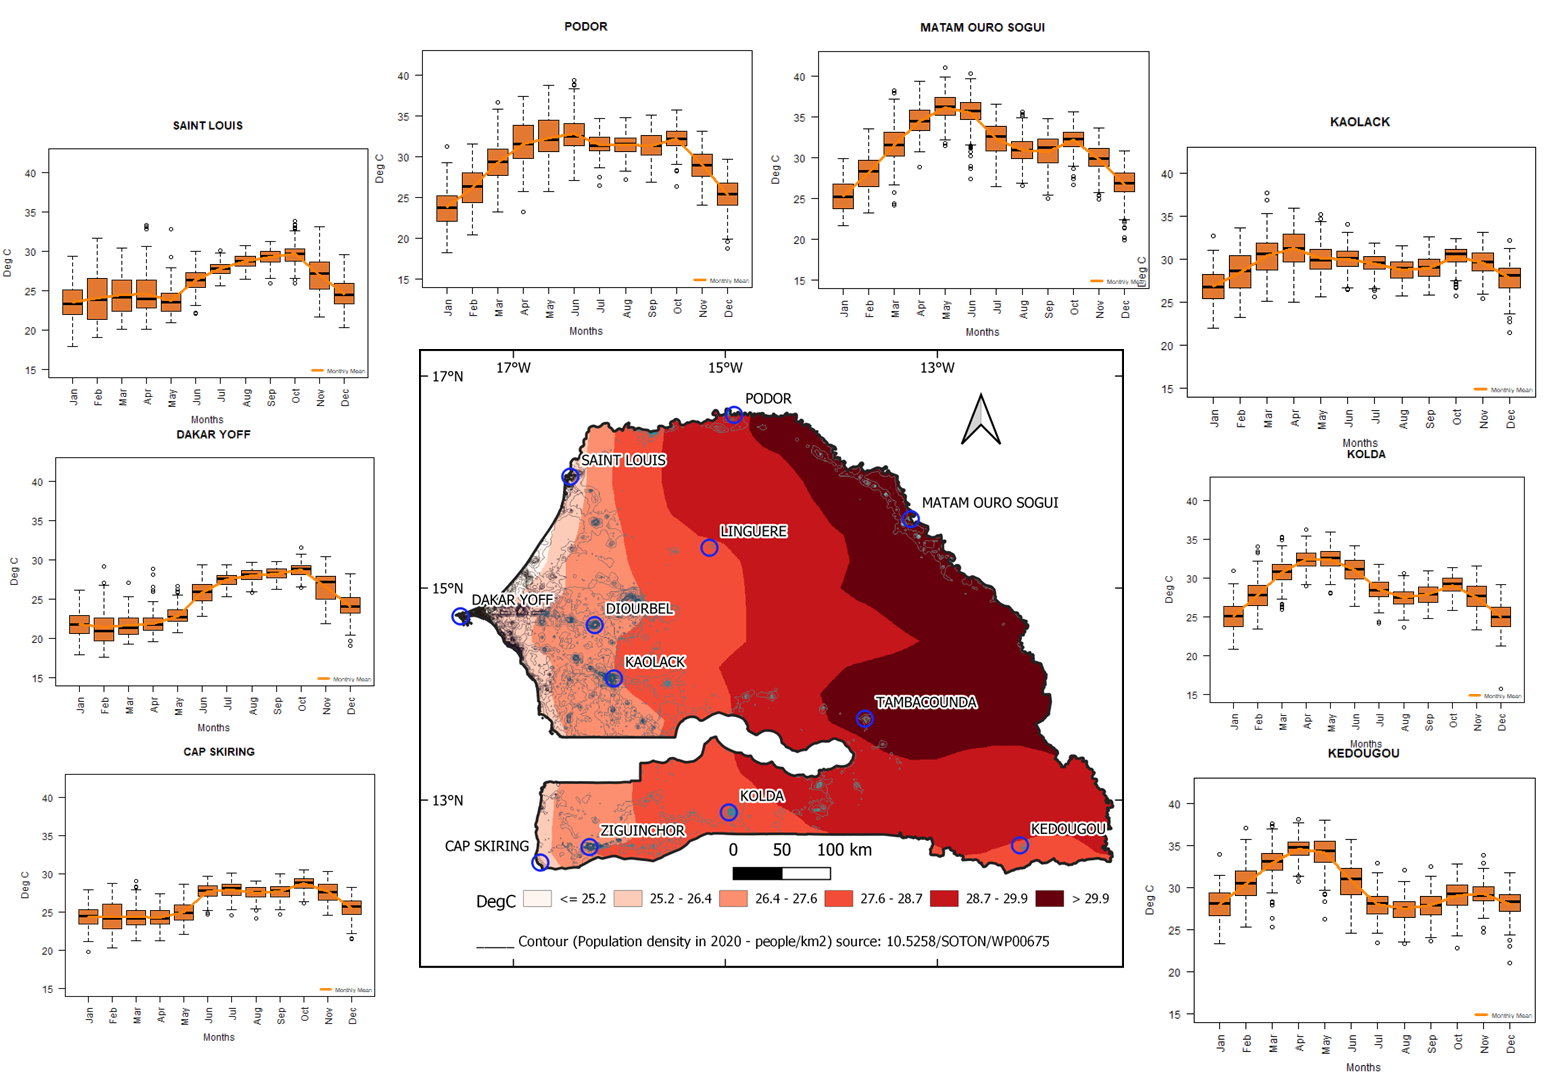 PODOR
Deg C
40
35
30
25
20
15
Jan
Feb
Mar
Apr
May
Jun
Jul
Aug
Sep
Oct
Nov
Dec
Monthly Mean
Months
MATAM OURO SOGUI
Deg C
40
35
30
25
20
15
Jan
Feb
Mar
Apr
May
Jun
Jul
Aug
Sep
Oct
Nov
Dec
Monthly Mean
Months
SAINT LOUIS
Deg C
40
35
30
25
20
15
Jan
Feb
Mar
Apr
May
Jun
Jul
Aug
Sep
Oct
Nov
Dec
Monthly Mean
Months
KAOLACK
Deg C
40
35
30
25
20
15
Jan
Feb
Mar
Apr
May
Jun
Jul
Aug
Sep
Oct
Nov
Dec
Monthly Mean
Months
DAKAR YOFF
Deg C
40
35
30
25
20
15
Jan
Feb
Mar
Apr
May
Jun
Jul
Aug
Sep
Oct
Nov
Dec
Monthly Mean
Months
17°W
15°W
13°W
17°N
15°N
13°N
PODOR
SAINT LOUIS
MATAM OURO SOGUI
LINGUERE
DAKAR YOFF
DIOURBEL
KAOLACK
TAMBACOUNDA
KOLDA
ZIGUINCHOR
CAP SKIRING
KEDOUGOU
0 50 100 km
DegC <= 25.2 25.2 - 26.4 26.4 - 27.6 27.6 - 28.7 28.7 - 29.9 > 29.9
_____ Contour (Population density in 2020 - people/km2) source: 10.5258/SOTON/WP00675
KOLDA
Deg C
40
35
30
25
20
15
Jan
Feb
Mar
Apr
May
Jun
Jul
Aug
Sep
Oct
Nov
Dec
Monthly Mean
Months
CAP SKIRING
Deg C
40
35
30
25
20
15
Jan
Feb
Mar
Apr
May
Jun
Jul
Aug
Sep
Oct
Nov
Dec
Monthly Mean
Months
KEDOUGOU
Deg C
40
35
30
25
20
15
Jan
Feb
Mar
Apr
May
Jun
Jul
Aug
Sep
Oct
Nov
Dec
Monthly Mean
Months